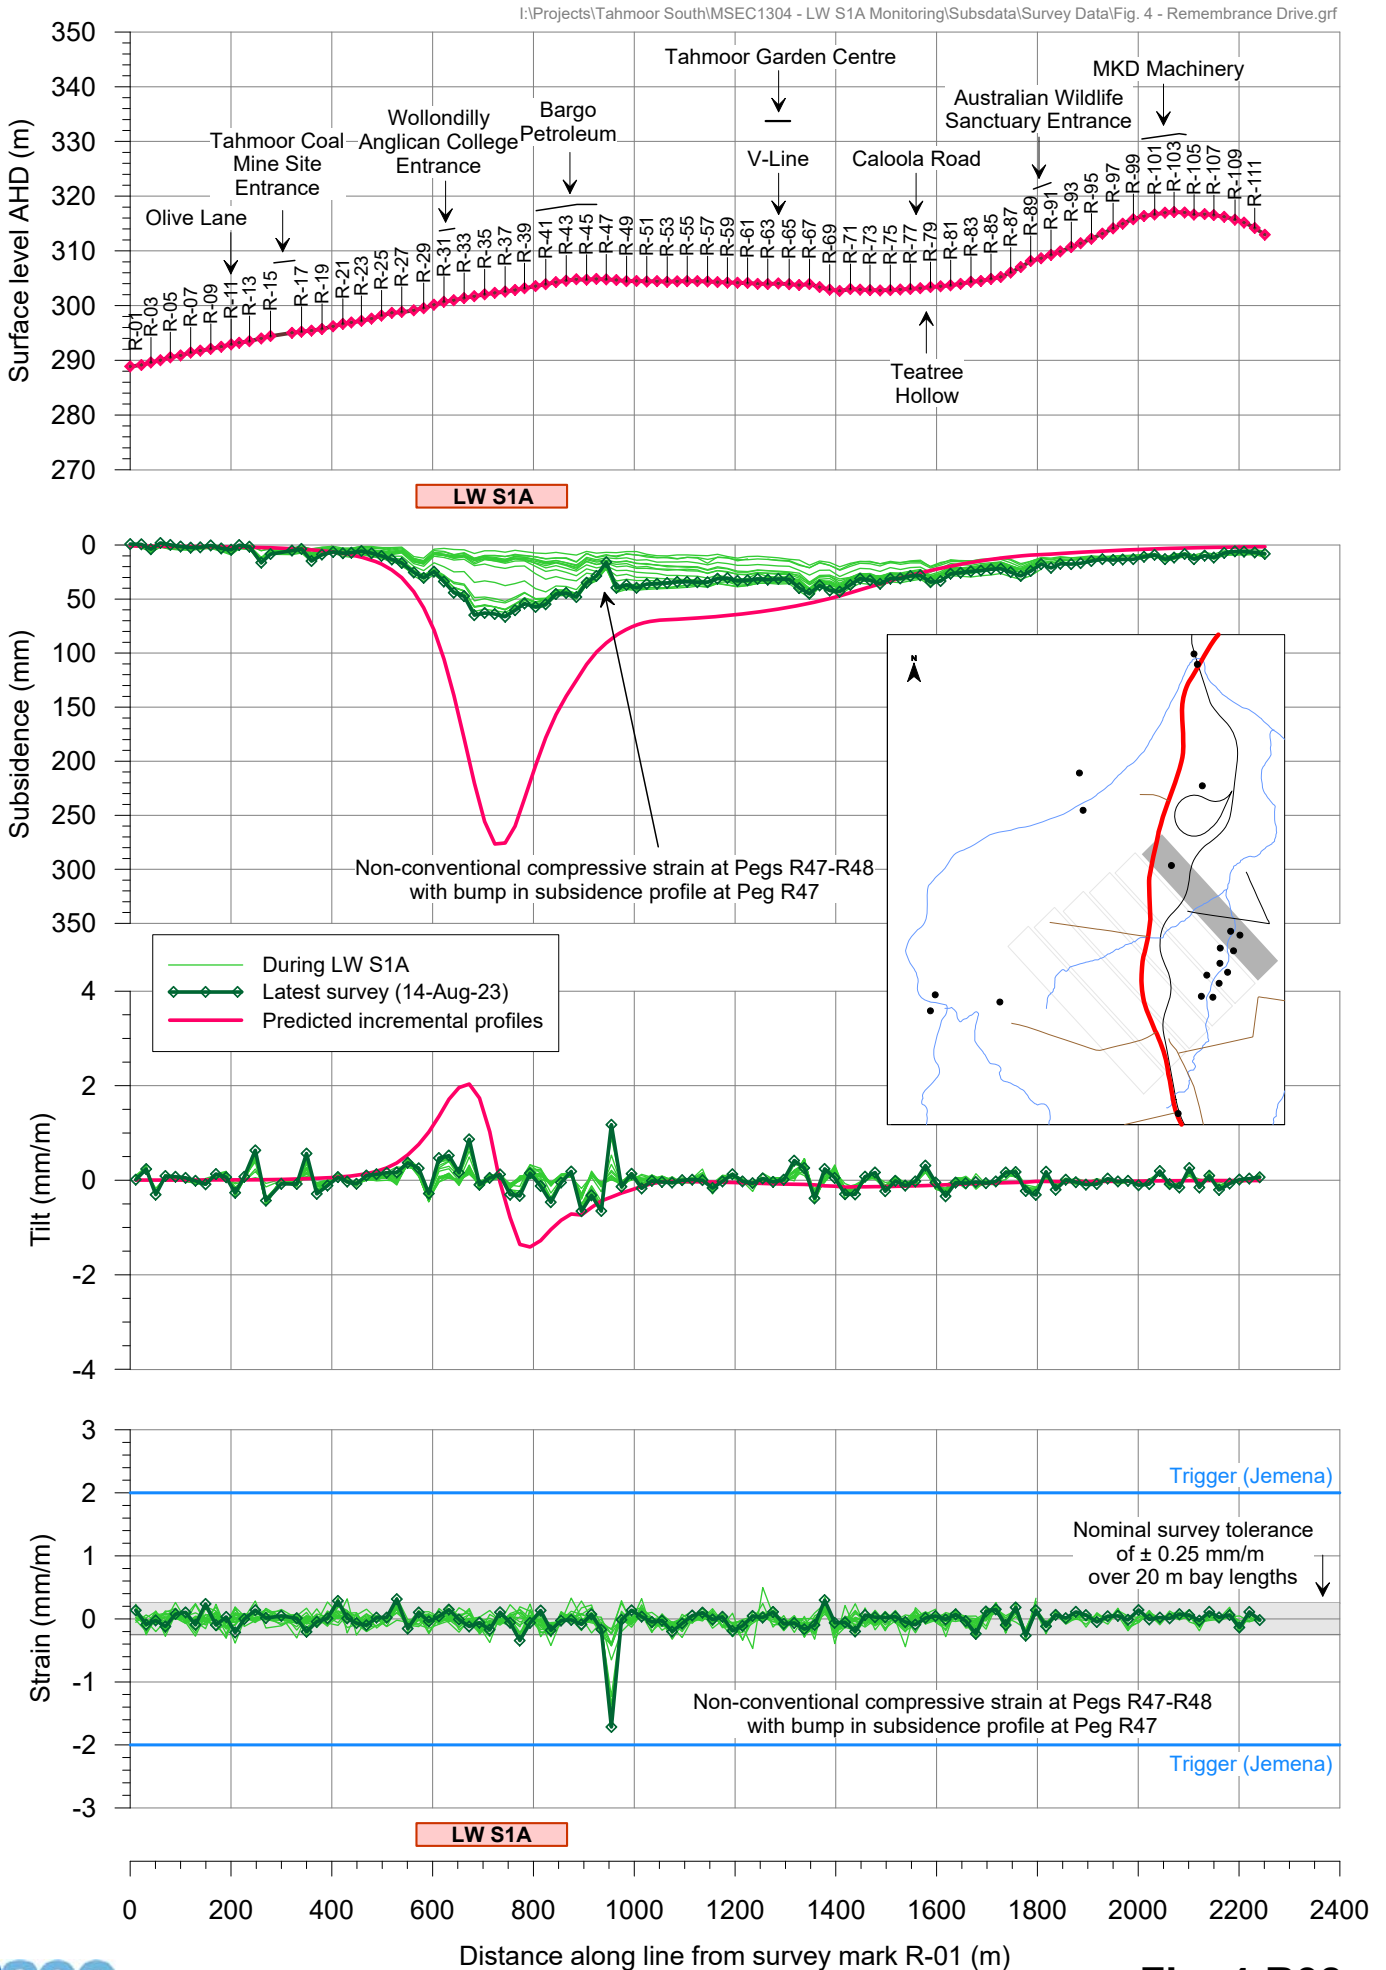 I:\Projects\Tahmoor South\MSEC1304 - LW S1A Monitoring\Subsdata\Survey Data\Fig. 4 - Remembrance Drive.grf
350
340
330
320
310
300
290
280
270
Surface level AHD (m)
Olive Lane
Tahmoor Coal
Mine Site
Entrance
Wollondilly
Anglican College
Entrance
Bargo
Petroleum
Tahmoor Garden Centre
V-Line
Caloola Road
Australian Wildlife
Sanctuary Entrance
MKD Machinery
Teatree
Hollow
R-01
R-03
R-05
R-07
R-09
R-11
R-13
R-15
R-17
R-19
R-21
R-23
R-25
R-27
R-29
R-31
R-33
R-35
R-37
R-39
R-41
R-43
R-45
R-47
R-49
R-51
R-53
R-55
R-57
R-59
R-61
R-63
R-65
R-67
R-69
R-71
R-73
R-75
R-77
R-79
R-81
R-83
R-85
R-87
R-89
R-91
R-93
R-95
R-97
R-99
R-101
R-103
R-105
R-107
R-109
R-111
LW S1A
0
50
100
150
200
250
300
350
Subsidence (mm)
Non-conventional compressive strain at Pegs R47-R48
with bump in subsidence profile at Peg R47
N
During LW S1A
Latest survey (14-Aug-23)
Predicted incremental profiles
4
2
0
-2
-4
Tilt (mm/m)
3
2
1
0
-1
-2
-3
Strain (mm/m)
Trigger (Jemena)
Nominal survey tolerance
of ± 0.25 mm/m
over 20 m bay lengths
Non-conventional compressive strain at Pegs R47-R48
with bump in subsidence profile at Peg R47
Trigger (Jemena)
LW S1A
0 200 400 600 800 1000 1200 1400 1600 1800 2000 2200 2400
Distance along line from survey mark R-01 (m)